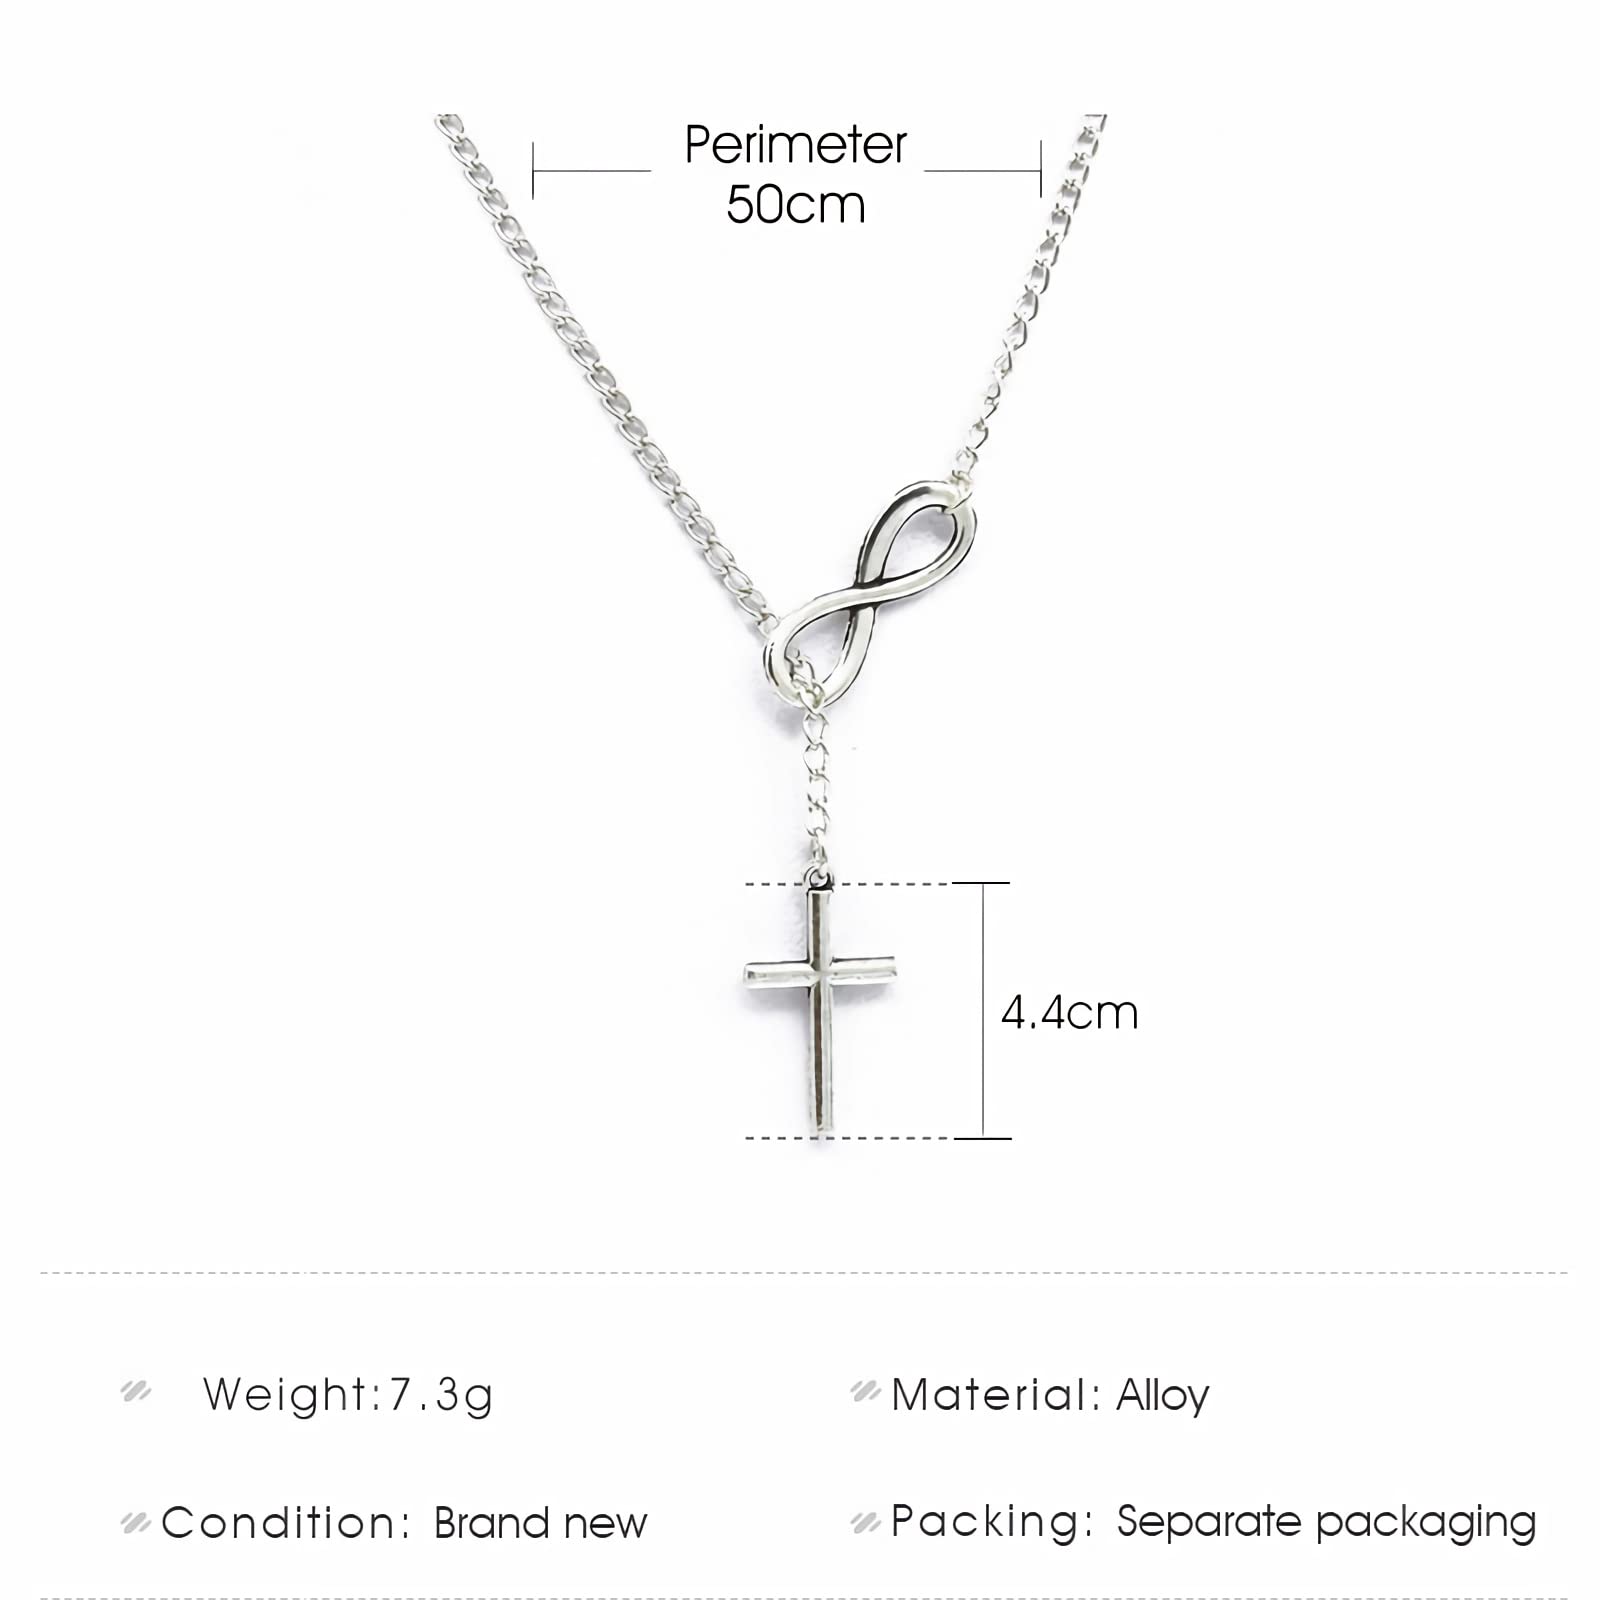 Perimeter
50cm
4.4cm
Weight:7.3g
Material: Alloy
Condition: Brand new
Packing: Separate packaging